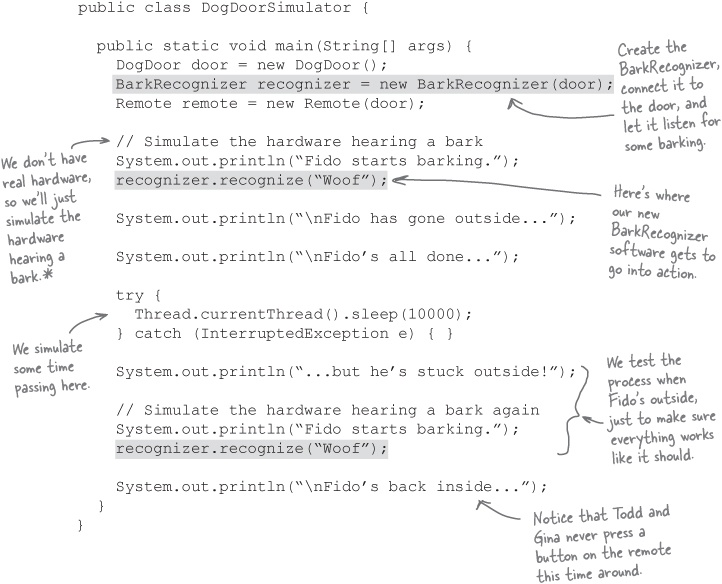 public class DogDoorSimulator {
public static void main(String[] args) {
DogDoor door = new DogDoor();
BarkRecognizer recognizer = new BarkRecognizer(door);
Remote remote = new Remote(door);
Create the
BarkRecognizer,
connect it to
the door, and
let it listen for
some barking.
// Simulate the hardware hearing a bark
System.out.println(“Fido starts barking.”);
recognizer.recognize(“Woof”);
We don't have
real hardware,
so we'll just
simulate the
hardware
hearing a
bark.*
Here's where
our new
BarkRecognizer
software gets to
go into action.
System.out.println(“\nFido has gone outside...”);
System.out.println(“\nFido’s all done...”);
try {
Thread.currentThread().sleep(10000);
} catch (InterruptedException e) { }
We simulate
some time
passing here.
System.out.println(“...but he’s stuck outside!”);
// Simulate the hardware hearing a bark again
System.out.println(“Fido starts barking.”);
recognizer.recognize(“Woof”);
We test the
process when
Fido's outside,
just to make sure
everything works
like it should.
System.out.println(“\nFido’s back inside...”);
}
}
Notice that Todd and
Gina never press a
button on the remote
this time around.